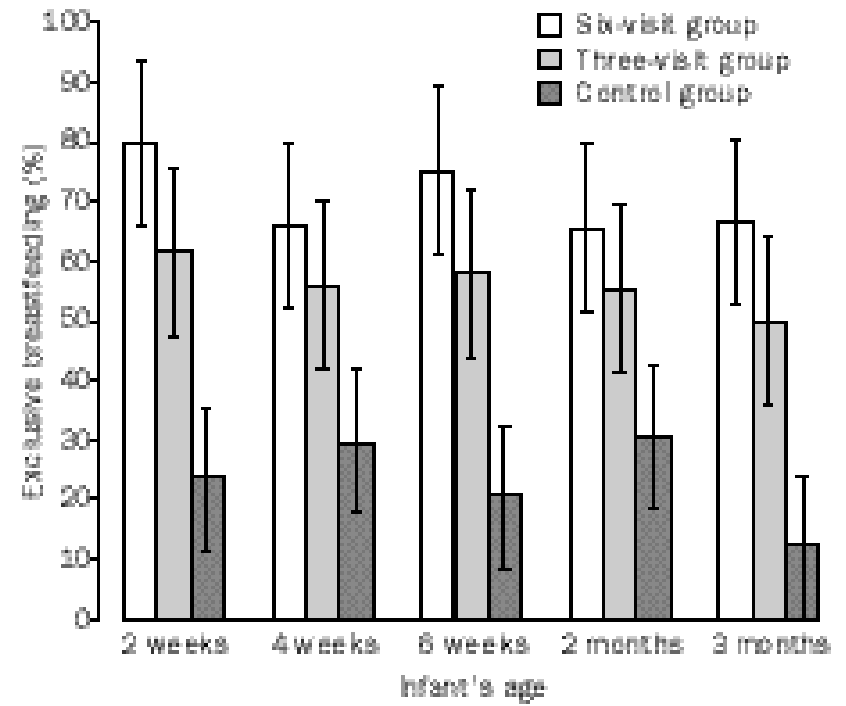 Six-visit group
Three-visit group
Control group
Exclusive breastfeeding (%)
100
90
80
70
60
50
40
30
20
10
0
2 weeks 4 weeks 6 weeks 2 months 3 months
Infant's age